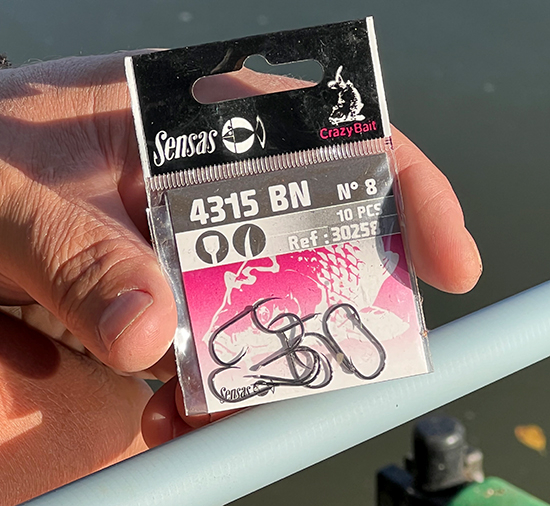 Sensas
CrazyBait
4315 BN N° 8
10 PCS
Ref : 30258
Sensas